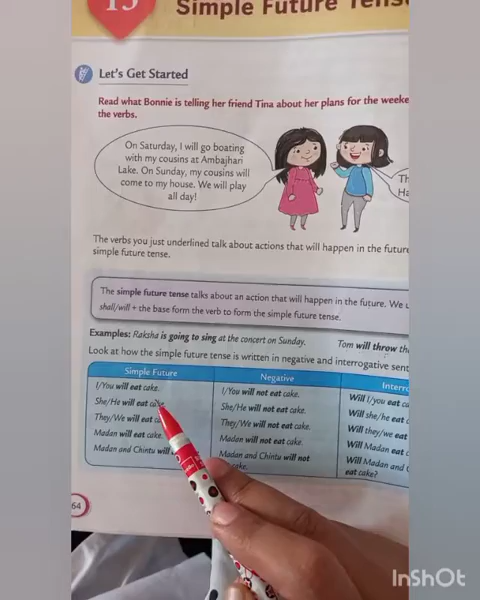 15
Simple Future Tense
Let's Get Started
Read what Bonnie is telling her friend Tina about her plans for the weeke
the verbs.
On Saturday, I will go boating
with my cousins at Ambajhari
Lake. On Sunday, my cousins will
come to my house. We will play
all day!
Th
Ha
The verbs you just underlined talk about actions that will happen in the future
simple future tense.
The simple future tense talks about an action that will happen in the future. We u
shall/will + the base form the verb to form the simple future tense.
Examples: Raksha is going to sing at the concert on Sunday. Tom will throw th
Look at how the simple future tense is written in negative and interrogative sent
Simple Future Negative Interro
I/You will eat cake. I/You will not eat cake. Will I/you eat ca
She/He will eat cake. She/He will not eat cake. Will she/he eat c
They/We will eat ca They/We will not eat cake. Will they/we eat
Madan will eat cake. Madan will not eat cake. Will Madan eat c
Madan and Chintu will Madan and Chintu will not Will Madan and C
cake. eat cake?
64
InShOt